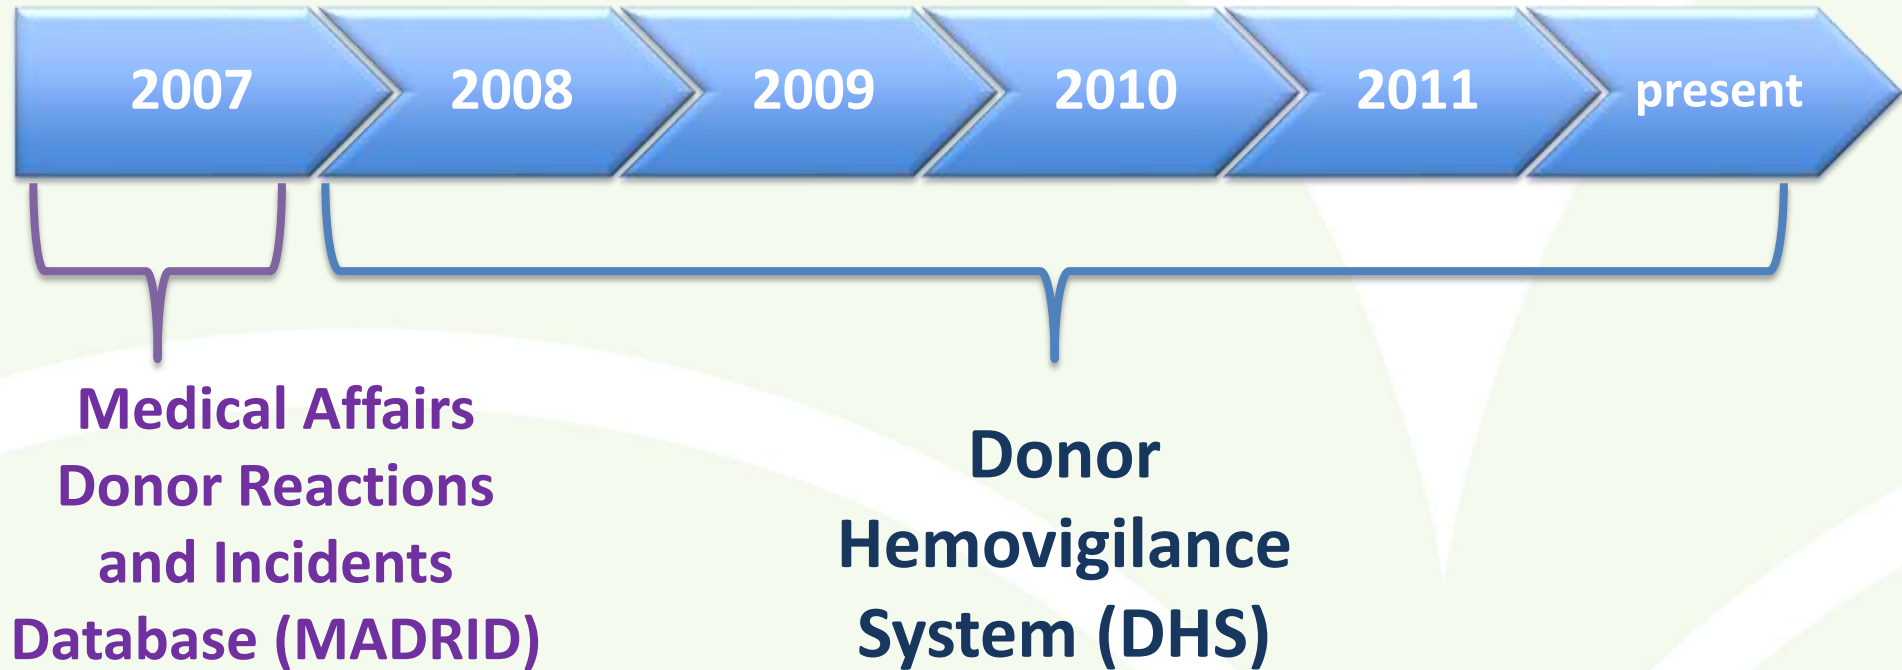 2007 2008 2009 2010 2011 present
Medical Affairs
Donor Reactions
and Incidents
Database (MADRID)
Donor
Hemovigilance
System (DHS)